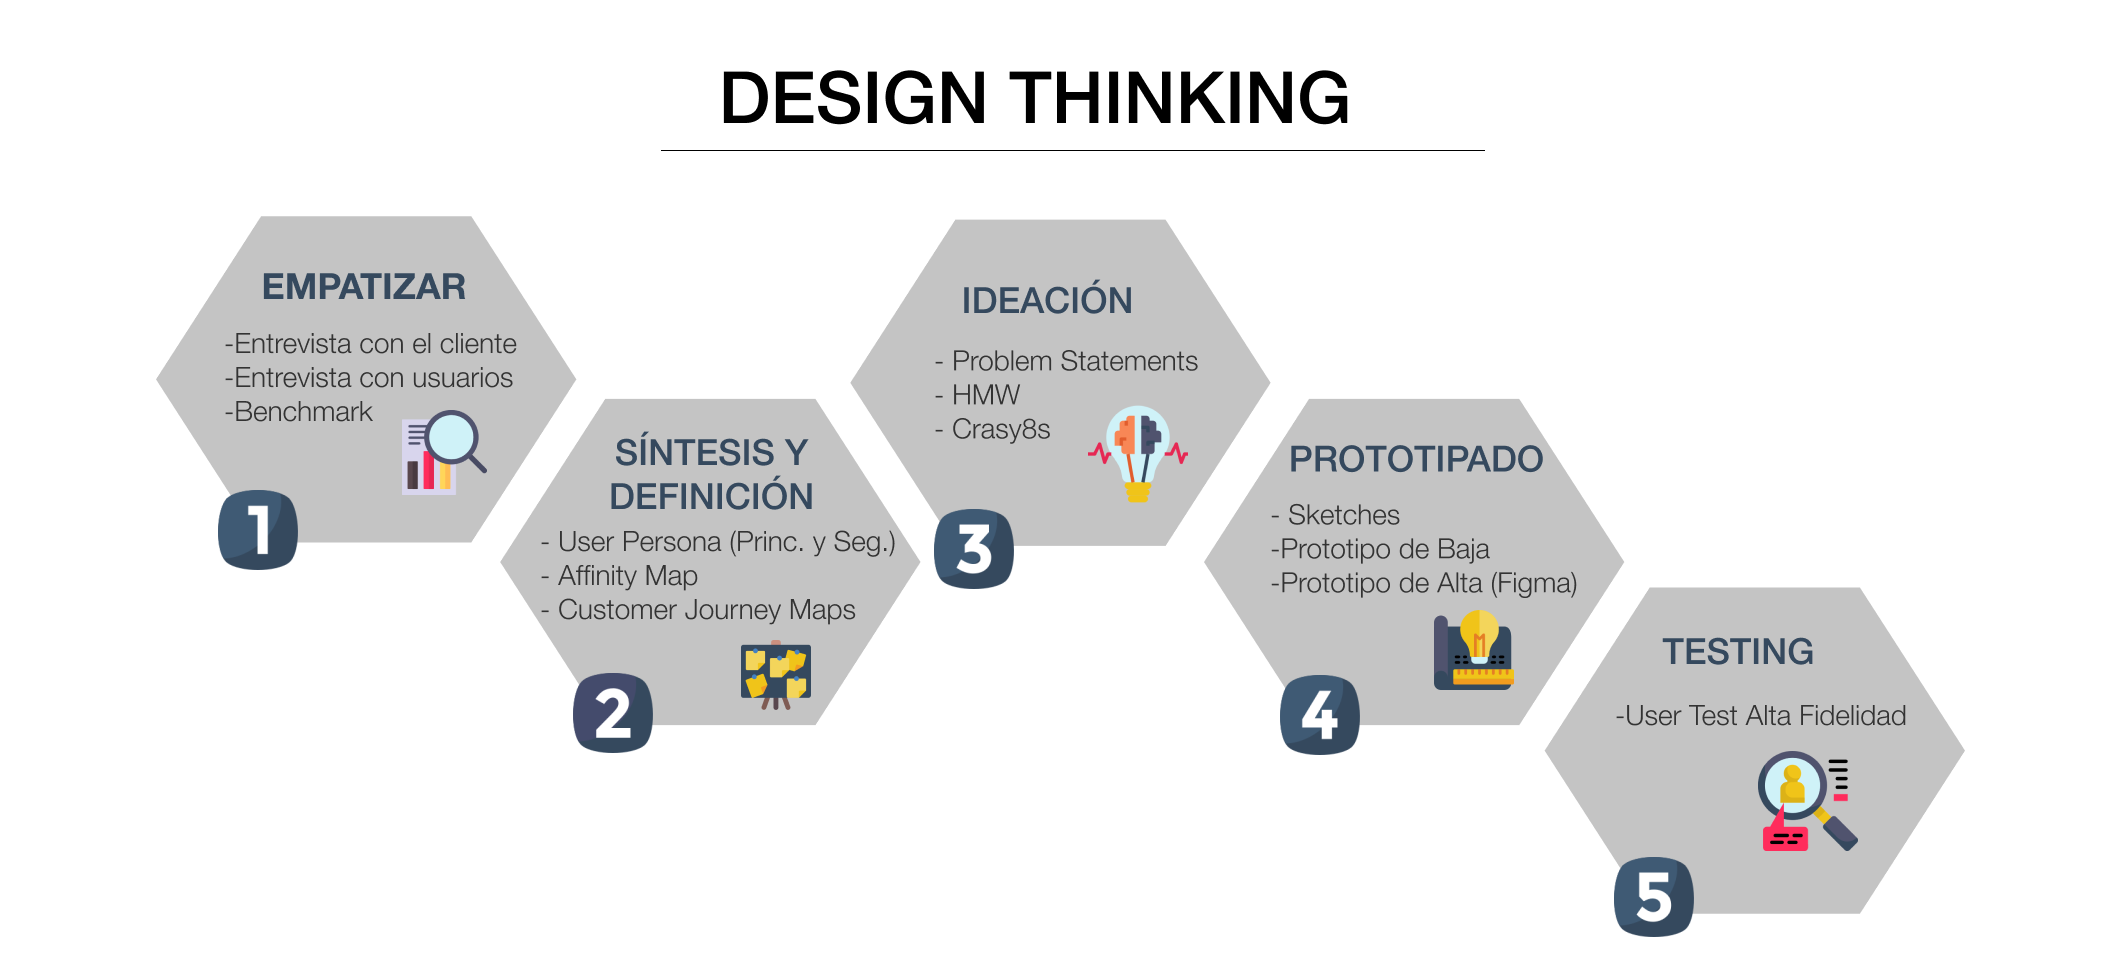 DESIGN THINKING
EMPATIZAR
-Entrevista con el cliente
-Entrevista con usuarios
-Benchmark
1
SÍNTESIS Y
DEFINICIÓN
- User Persona (Princ. y Seg.)
- Affinity Map
- Customer Journey Maps
2
IDEACIÓN
- Problem Statements
- HMW
- Crasy8s
3
PROTOTIPADO
- Sketches
-Prototipo de Baja
-Prototipo de Alta (Figma)
4
TESTING
-User Test Alta Fidelidad
5